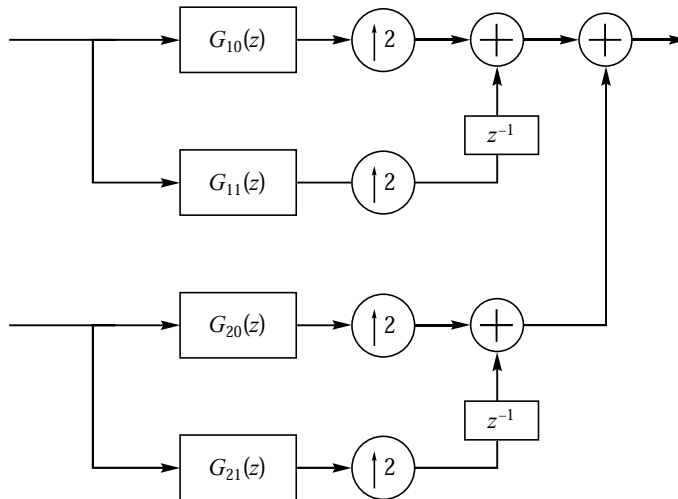 G₁₀(z) ↑2 +  +
z⁻¹
G₁₁(z) ↑2
G₂₀(z) ↑2 +
z⁻¹
G₂₁(z) ↑2